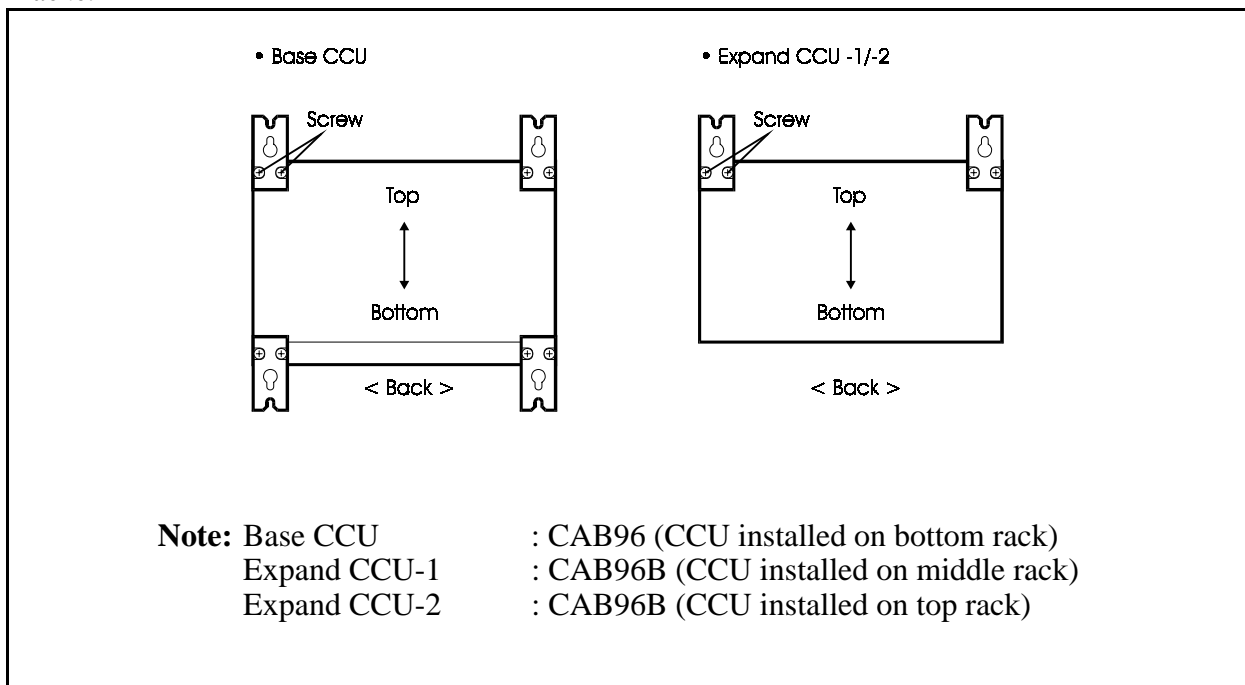 • Base CCU
Screw
Top
Bottom
< Back >
• Expand CCU -1/-2
Screw
Top
Bottom
< Back >
Note: Base CCU : CAB96 (CCU installed on bottom rack)
Expand CCU-1 : CAB96B (CCU installed on middle rack)
Expand CCU-2 : CAB96B (CCU installed on top rack)